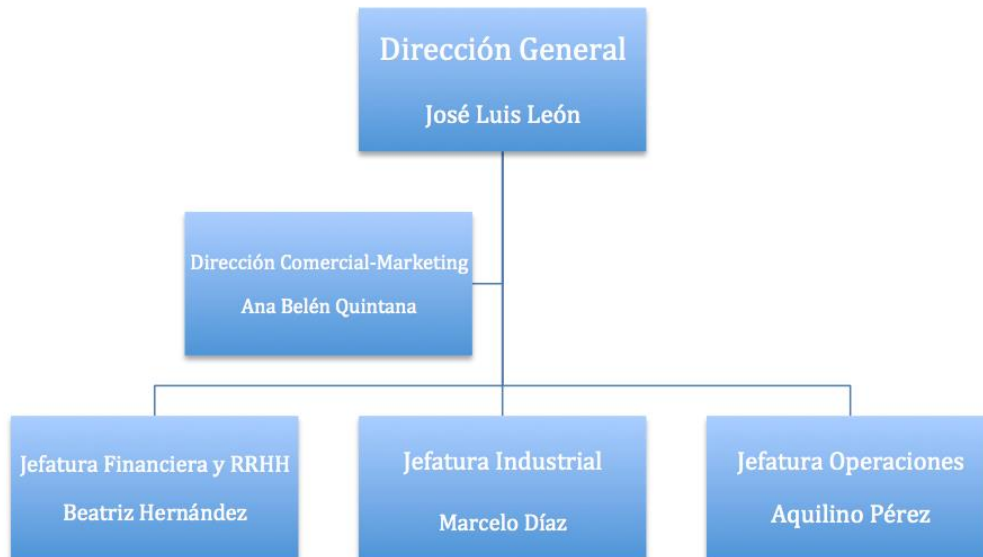 Dirección General
José Luis León
Dirección Comercial-Marketing
Ana Belén Quintana
Jefatura Financiera y RRHH
Beatriz Hernández
Jefatura Industrial
Marcelo Díaz
Jefatura Operaciones
Aquilino Pérez